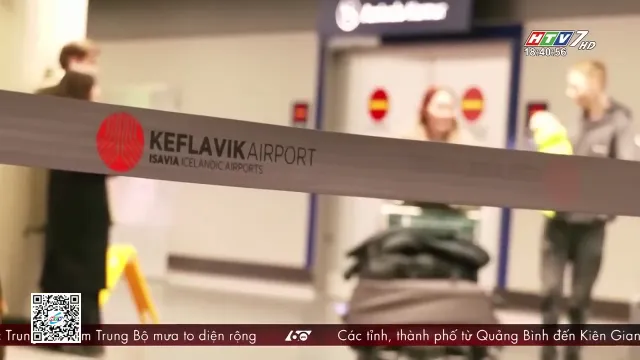 HTV7 HD
18:40:56
KEFLAVIK AIRPORT
ISAVIA ICELANDIC AIRPORTS
Trung Bộ mưa to diện rộng
Các tỉnh, thành phố từ Quảng Bình đến Kiên Gian